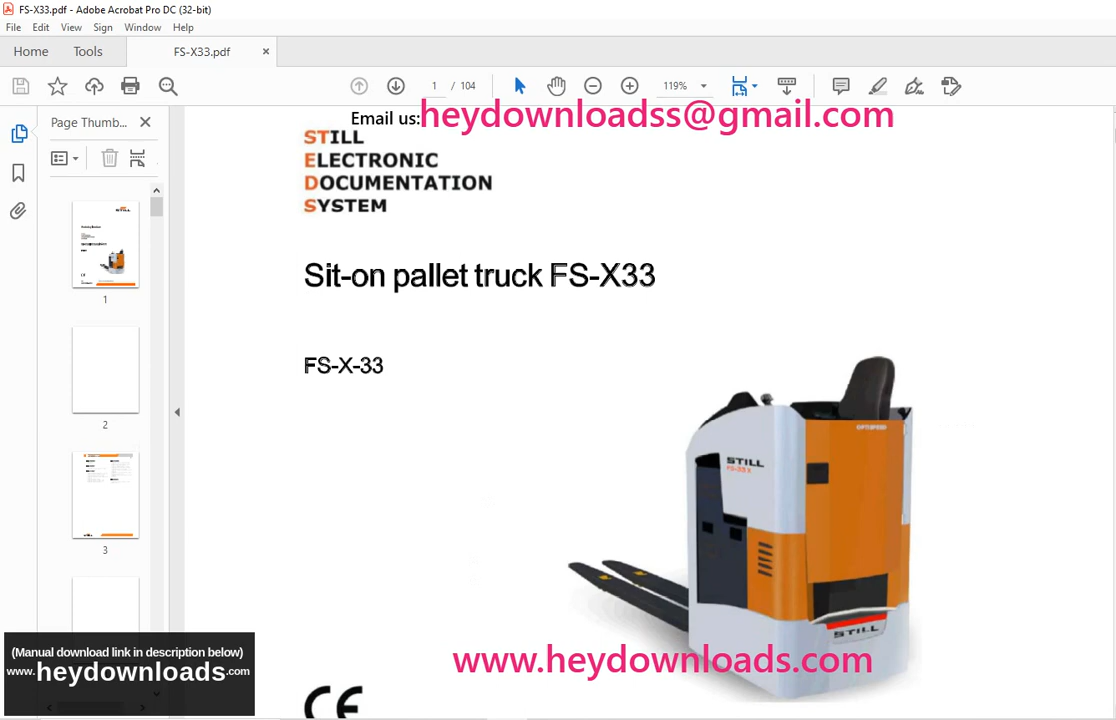 FS-X33.pdf - Adobe Acrobat Pro DC (32-bit)
File Edit View Sign Window Help
Home Tools FS-X33.pdf ×
1 / 104 119%
Page Thumb...
Email us:heydownloadss@gmail.com
STILL
ELECTRONIC
DOCUMENTATION
SYSTEM
Sit-on pallet truck FS-X33
FS-X-33
STILL
STILL
1
2
3
(Manual download link in description below)
www.heydownloads.com
www.heydownloads.com
CE